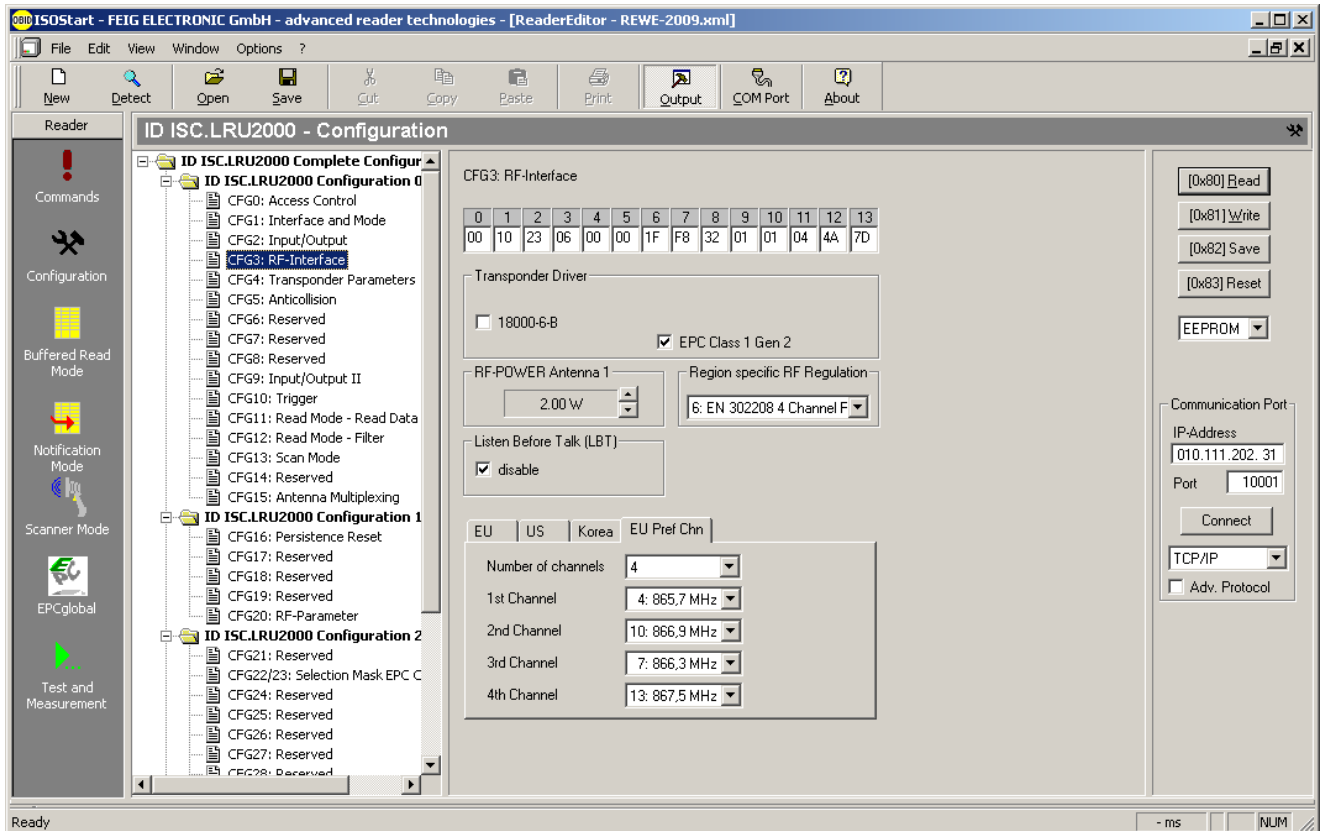 OBID ISOStart - FEIG ELECTRONIC GmbH - advanced reader technologies - [ReaderEditor - REWE-2009.xml]
File Edit View Window Options ?
New Detect Open Save Cut Copy Paste Print Output COM Port About
Reader
ID ISC.LRU2000 - Configuration
Commands
Configuration
Buffered Read
Mode
Notification
Mode
Scanner Mode
EPCglobal
Test and
Measurement
ID ISC.LRU2000 Complete Configur
ID ISC.LRU2000 Configuration 0
CFG0: Access Control
CFG1: Interface and Mode
CFG2: Input/Output
CFG3: RF-Interface
CFG4: Transponder Parameters
CFG5: Anticollision
CFG6: Reserved
CFG7: Reserved
CFG8: Reserved
CFG9: Input/Output II
CFG10: Trigger
CFG11: Read Mode - Read Data
CFG12: Read Mode - Filter
CFG13: Scan Mode
CFG14: Reserved
CFG15: Antenna Multiplexing
ID ISC.LRU2000 Configuration 1
CFG16: Persistence Reset
CFG17: Reserved
CFG18: Reserved
CFG19: Reserved
CFG20: RF-Parameter
ID ISC.LRU2000 Configuration 2
CFG21: Reserved
CFG22/23: Selection Mask EPC C
CFG24: Reserved
CFG25: Reserved
CFG26: Reserved
CFG27: Reserved
CFG28: Reserved
CFG3: RF-Interface
0 1 2 3 4 5 6 7 8 9 10 11 12 13
00 10 23 06 00 00 1F F8 32 01 01 04 4A 7D
Transponder Driver
18000-6-B
EPC Class 1 Gen 2
RF-POWER Antenna 1
2.00 W
Region specific RF Regulation
6: EN 302208 4 Channel F
Listen Before Talk (LBT)
disable
EU US Korea EU Pref Chn
Number of channels 4
1st Channel 4: 865,7 MHz
2nd Channel 10: 866,9 MHz
3rd Channel 7: 866,3 MHz
4th Channel 13: 867,5 MHz
[0x80] Read
[0x81] Write
[0x82] Save
[0x83] Reset
EEPROM
Communication Port
IP-Address
010.111.202. 31
Port 10001
Connect
TCP/IP
Adv. Protocol
Ready
- ms NUM